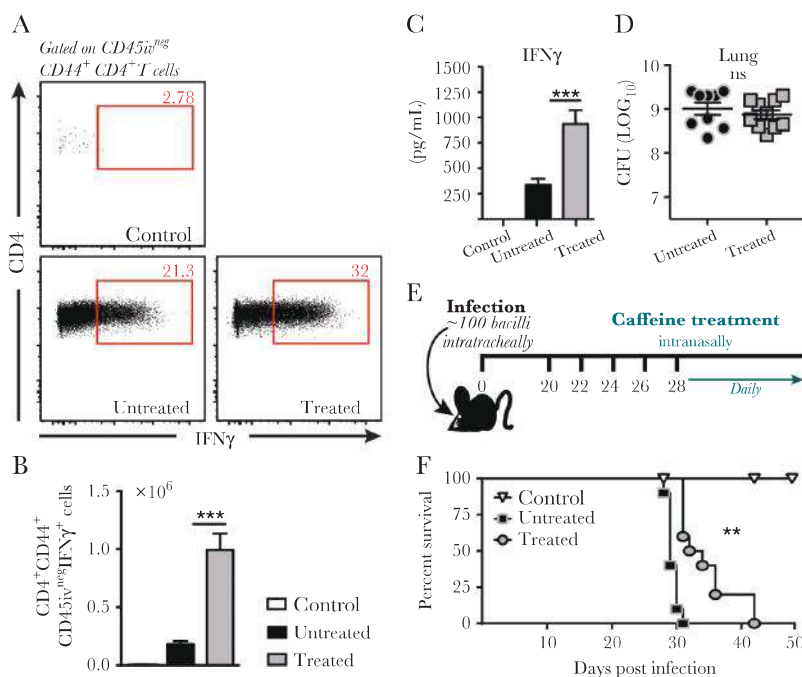 A
Gated on CD45iv^neg
CD44^+ CD4^+T cells
2.78
Control
CD4
21.3
Untreated
32
Treated
IFNγ
B
×10^6
CD4^+CD44^+
CD45iv^negIFNγ^+ cells
1.5
1.0
0.5
0.0
***
Control
Untreated
Treated
C
IFNγ
(pg/mL)
1500
1250
1000
750
500
250
***
Control
Untreated
Treated
D
Lung
ns
CFU (LOG_10)
10
9
8
7
Untreated
Treated
E
Infection
~100 bacilli
intratracheally
Caffeine treatment
intranasally
0 20 22 24 26 28
Daily
F
Percent survival
100
75
50
25
0
Control
Untreated
Treated
**
10 20 30 40 50
Days post infection